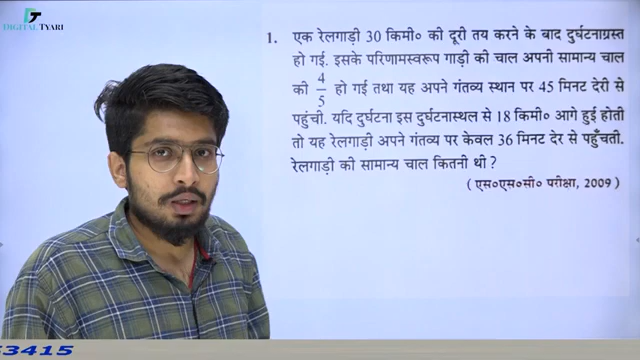 DT
DIGITAL TYARI
1. एक रेलगाड़ी 30 किमी० की दूरी तय करने के बाद दुर्घटनाग्रस्त
हो गई. इसके परिणामस्वरूप गाड़ी की चाल अपनी सामान्य चाल
की 4/5 हो गई तथा यह अपने गंतव्य स्थान पर 45 मिनट देरी से
पहुंची. यदि दुर्घटना इस दुर्घटनास्थल से 18 किमी० आगे हुई होती
तो यह रेलगाड़ी अपने गंतव्य पर केवल 36 मिनट देर से पहुँचती.
रेलगाड़ी की सामान्य चाल कितनी थी ?
( एस०एस०सी० परीक्षा, 2009 )
53415